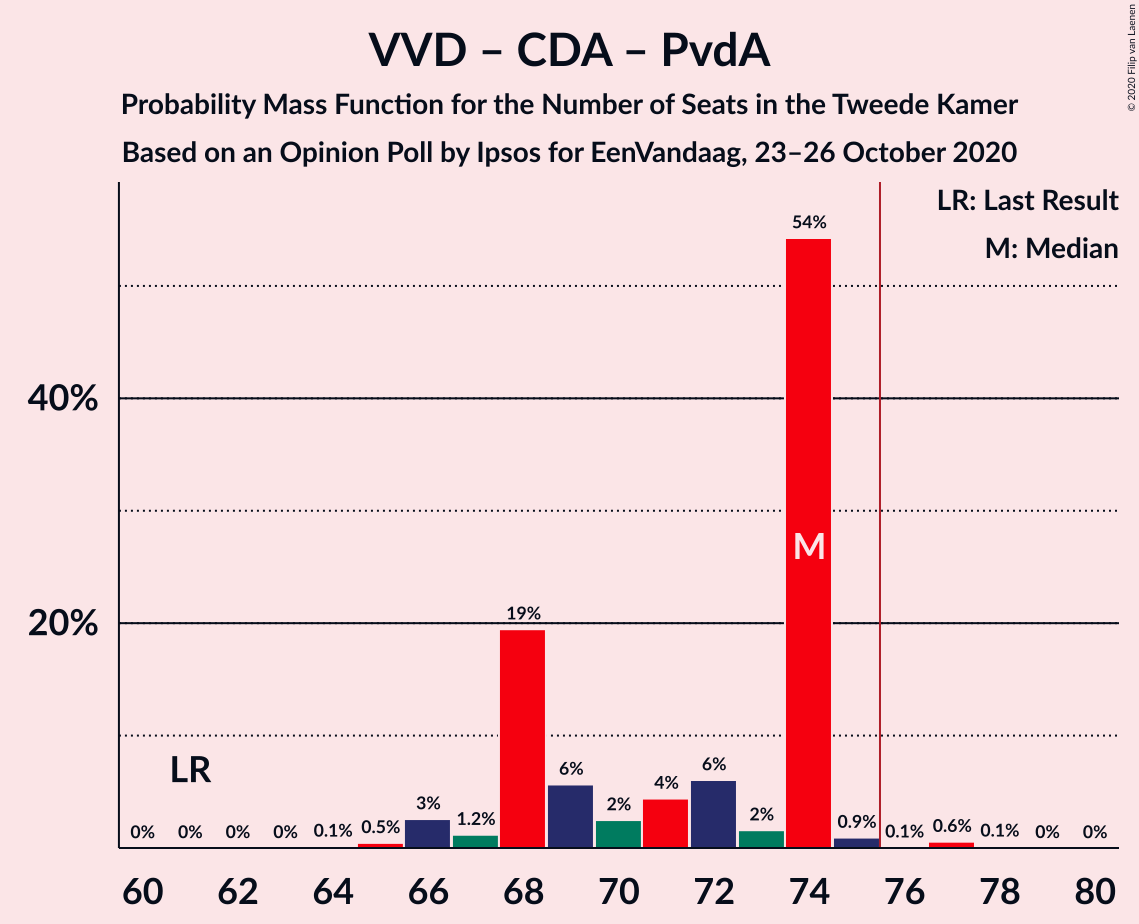 VVD – CDA – PvdA
Probability Mass Function for the Number of Seats in the Tweede Kamer
Based on an Opinion Poll by Ipsos for EenVandaag, 23–26 October 2020
© 2020 Filip van Laenen
LR: Last Result
M: Median
40%
20%
LR
M
0%
0%
0%
0%
0.1%
0.5%
3%
1.2%
19%
6%
2%
4%
6%
2%
54%
0.9%
0.1%
0.6%
0.1%
0%
0%
60 62 64 66 68 70 72 74 76 78 80